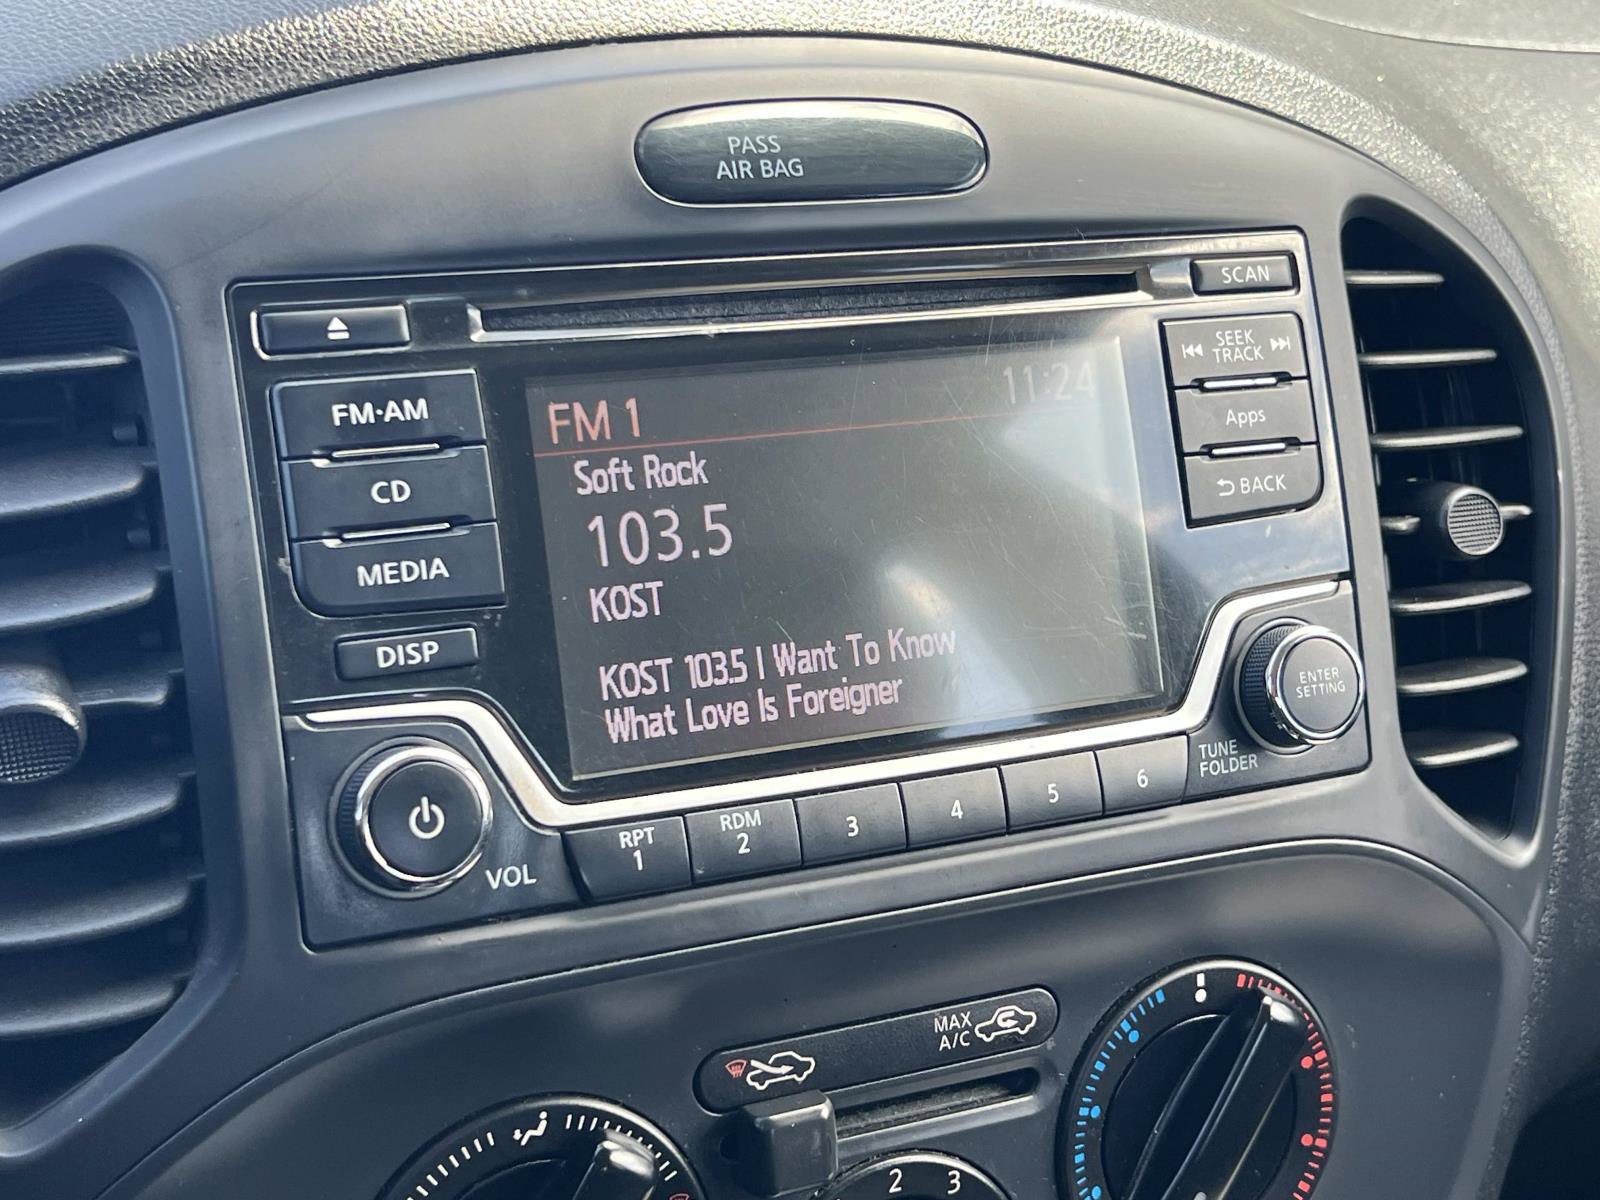 PASS
AIR BAG
SCAN
FM·AM
CD
MEDIA
DISP
FM 1
11:24
Soft Rock
103.5
KOST
KOST 103.5 I Want To Know
What Love Is Foreigner
SEEK
TRACK
Apps
BACK
ENTER
SETTING
TUNE
FOLDER
VOL
RPT
1
RDM
2
3
4
5
6
MAX
A/C
2 3